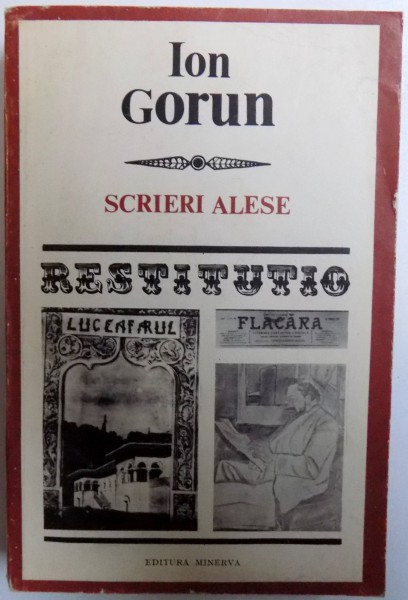 Ion
Gorun
SCRIERI ALESE
RESTITUTIO
LUCEAFĂRUL
FLACĂRA
EDITURA MINERVA